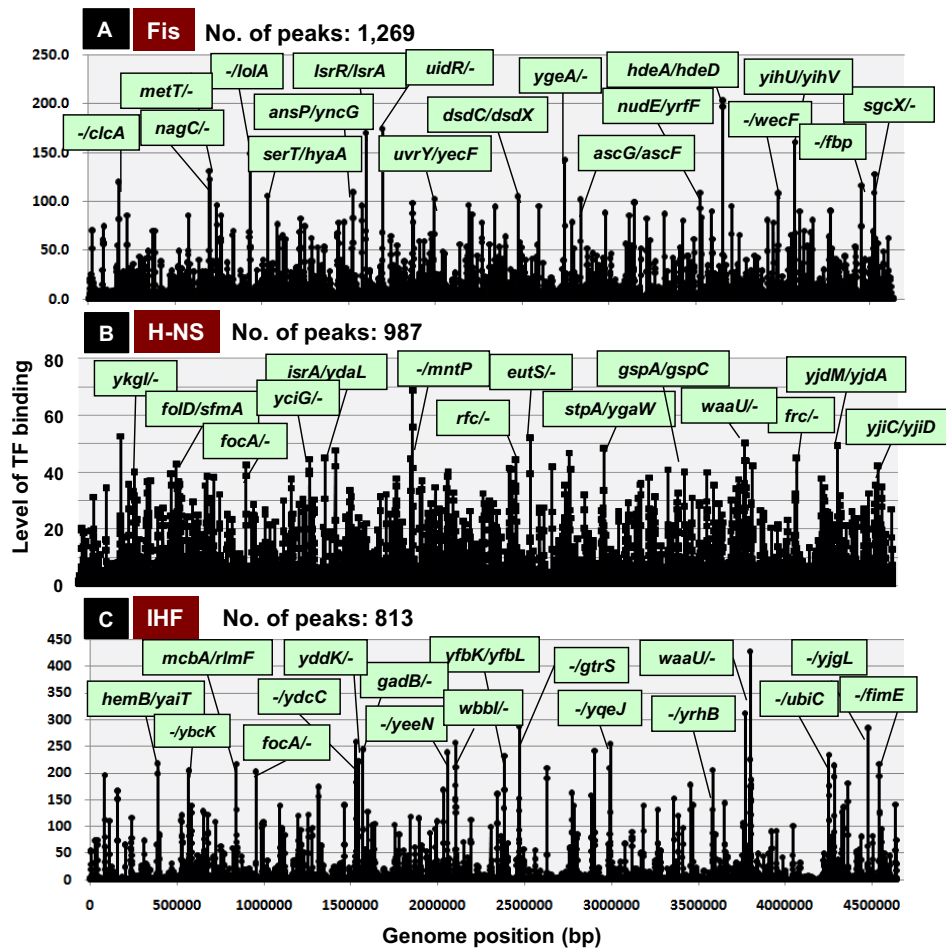 A Fis No. of peaks: 1,269
250.0
200.0
150.0
100.0
50.0
0.0
-/clcA
metT/-
nagC/-
-/lolA
ansP/yncG
serT/hyaA
lsrR/lsrA
uidR/-
uvrY/yecF
dsdC/dsdX
ygeA/-
ascG/ascF
nudE/yrfF
hdeA/hdeD
-/wecF
yihU/yihV
-/fbp
sgcX/-
B H-NS No. of peaks: 987
Level of TF binding
80
60
40
20
0
ykgI/-
folD/sfmA
focA/-
yciG/-
isrA/ydaL
-/mntP
rfc/-
eutS/-
stpA/ygaW
gspA/gspC
waaU/-
frc/-
yjdM/yjdA
yjiC/yjiD
C IHF No. of peaks: 813
450
400
350
300
250
200
150
100
50
0
hemB/yaiT
mcbA/rlmF
-/ybcK
focA/-
-/ydcC
yddK/-
gadB/-
-/yeeN
yfbK/yfbL
wbbI/-
-/gtrS
-/yqeJ
-/yrhB
waaU/-
-/ubiC
-/yjgL
-/fimE
0 500000 1000000 1500000 2000000 2500000 3000000 3500000 4000000 4500000
Genome position (bp)